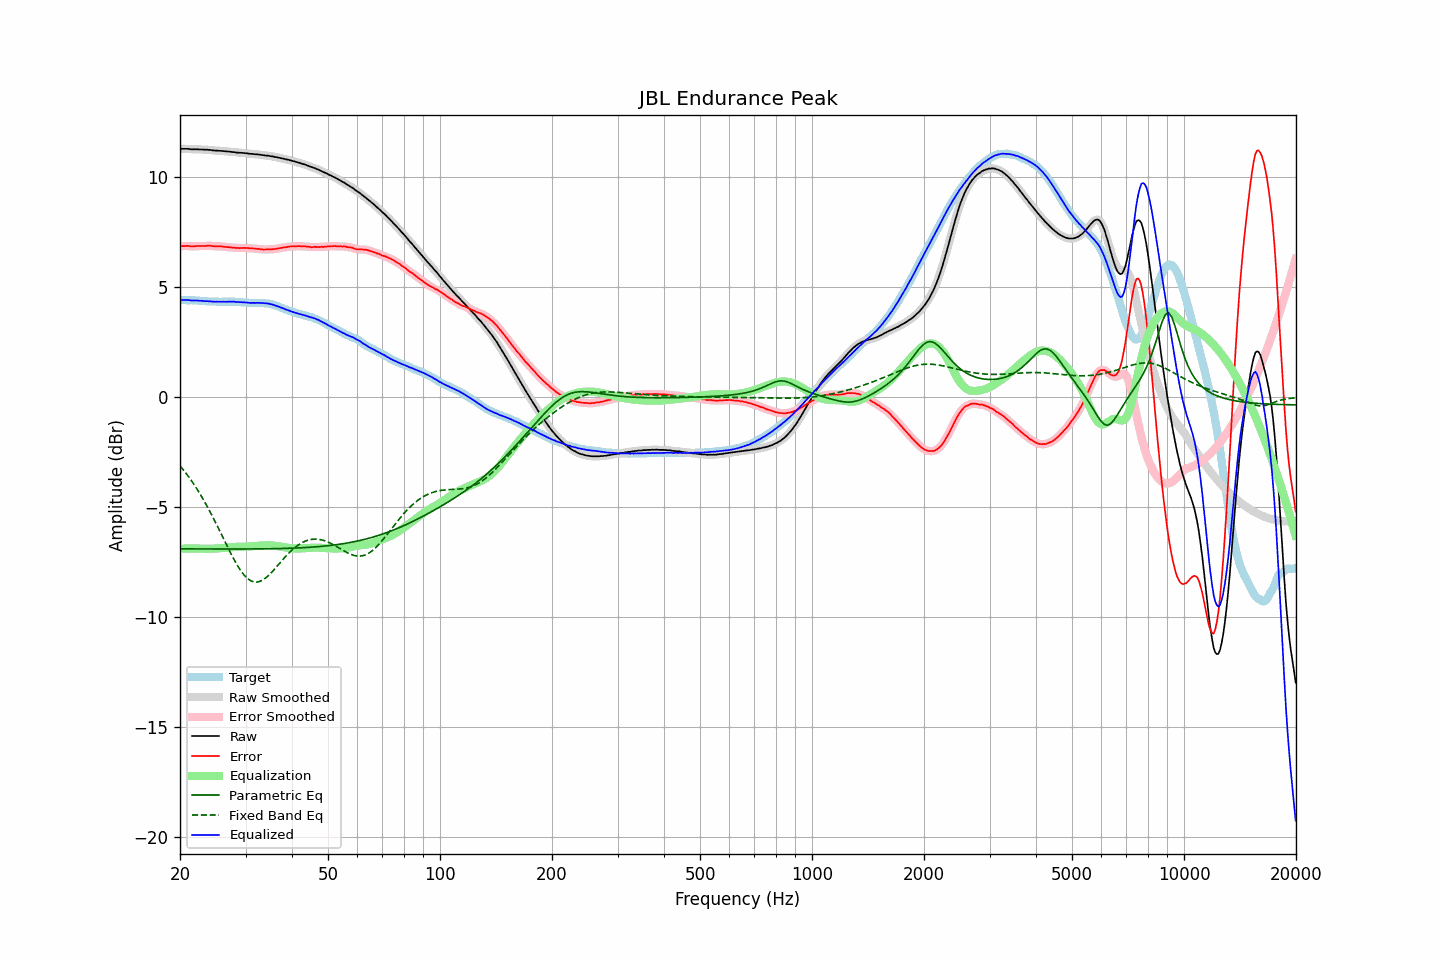 JBL Endurance Peak
10
5
0
−5
−10
−15
−20
Amplitude (dBr)
Target
Raw Smoothed
Error Smoothed
Raw
Error
Equalization
Parametric Eq
Fixed Band Eq
Equalized
20 50 100 200 500 1000 2000 5000 10000 20000
Frequency (Hz)